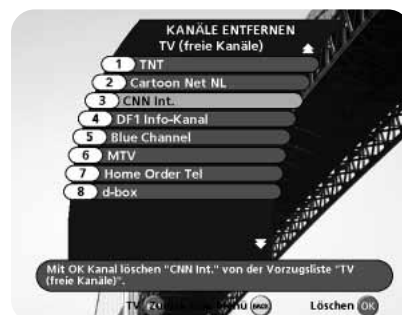 KANÄLE ENTFERNEN
TV (freie Kanäle)
1 TNT
2 Cartoon Net NL
3 CNN Int.
4 DF1 Info-Kanal
5 Blue Channel
6 MTV
7 Home Order Tel
8 d-box
Mit OK Kanal löschen "CNN Int." von der Vorzugsliste "TV
(freie Kanäle)".
TV Menü BACK Löschen OK